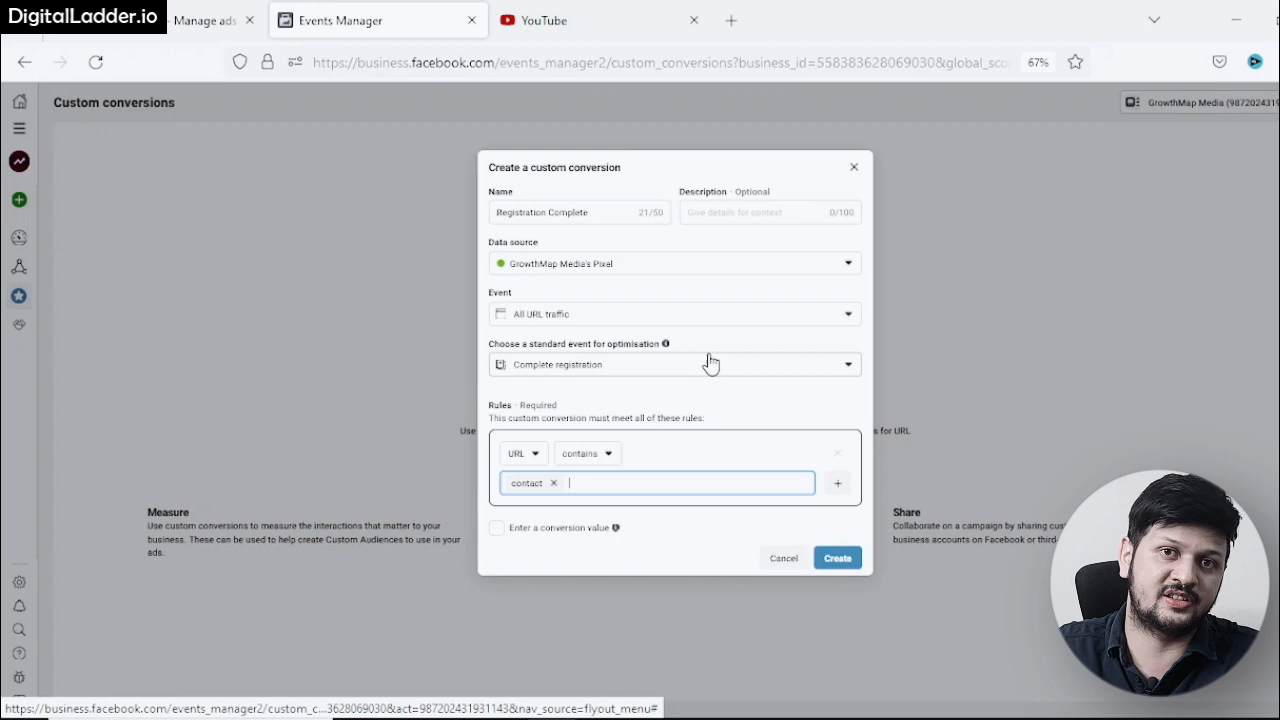 DigitalLadder.io
Manage ads
Events Manager
YouTube
https://business.facebook.com/events_manager2/custom_conversions?business_id=558383628069030&global_sco
67%
Custom conversions
GrowthMap Media (9872024319
Create a custom conversion
Name
Description · Optional
Registration Complete 21/50
Give details for context 0/100
Data source
GrowthMap Media's Pixel
Event
All URL traffic
Choose a standard event for optimisation
Complete registration
Rules · Required
This custom conversion must meet all of these rules:
Use
s for URL
URL contains
contact
Enter a conversion value
Cancel Create
Measure
Use custom conversions to measure the interactions that matter to your
business. These can be used to help create Custom Audiences to use in your
ads.
Share
Collaborate on a campaign by sharing cus
business accounts on Facebook or third-
https://business.facebook.com/events_manager2/custom_c...3628069030&act=987202431931143&nav_source=flyout_menu#